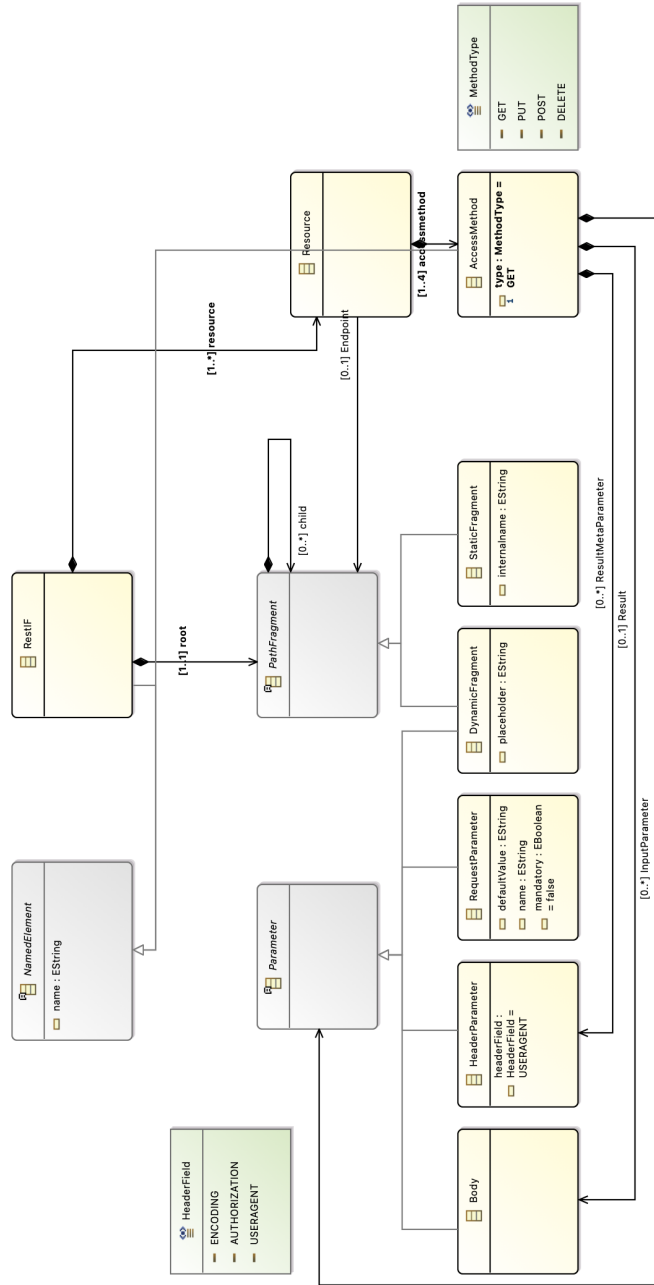 HeaderField
ENCODING
AUTHORIZATION
USERAGENT
NamedElement
name : EString
RestIF
[1..*] resource
[1..1] root
Parameter
PathFragment
[0..*] child
[0..1] Endpoint
Resource
[1..4] accessmethod
Body
HeaderParameter
headerField :
HeaderField =
USERAGENT
RequestParameter
defaultValue : EString
name : EString
mandatory : EBoolean
= false
DynamicFragment
placeholder : EString
StaticFragment
internalname : EString
AccessMethod
type : MethodType =
GET
1
MethodType
GET
PUT
POST
DELETE
[0..*] ResultMetaParameter
[0..1] Result
[0..*] InputParameter